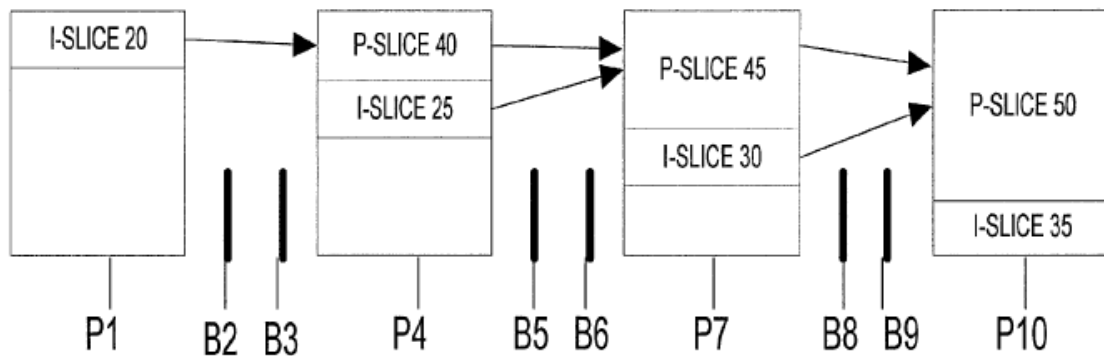 I-SLICE 20
P-SLICE 40
I-SLICE 25
P-SLICE 45
I-SLICE 30
P-SLICE 50
I-SLICE 35
P1 B2 B3 P4 B5 B6 P7 B8 B9 P10